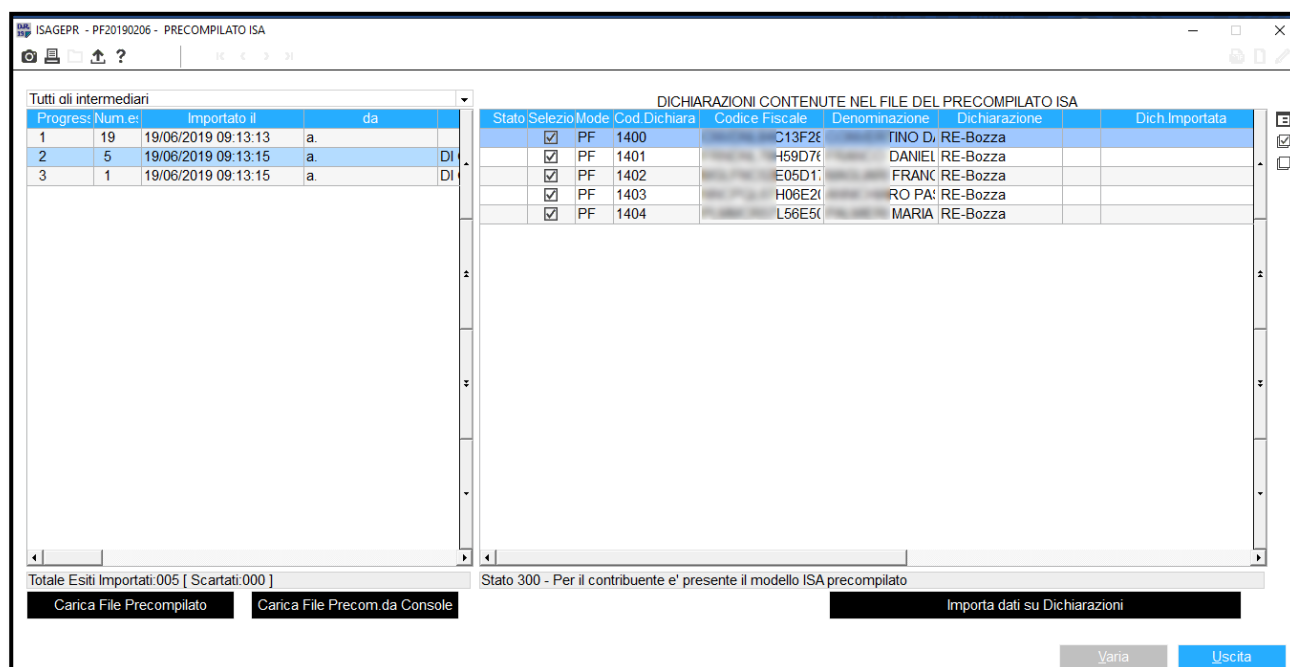 ISAGEPR - PF20190206 - PRECOMPILATO ISA
Tutti gli intermediari
DICHIARAZIONI CONTENUTE NEL FILE DEL PRECOMPILATO ISA
Progress Num.es Importato il da
Stato Selezio Mode Cod.Dichiara Codice Fiscale Denominazione Dichiarazione Dich.Importata
1 19 19/06/2019 09:13:13 a.
PF 1400 C13F28 TINO DA RE-Bozza
2 5 19/06/2019 09:13:15 a. DI
PF 1401 H59D76 DANIEL RE-Bozza
3 1 19/06/2019 09:13:15 a. DI
PF 1402 E05D17 FRANC RE-Bozza
PF 1403 H06E20 RO PAS RE-Bozza
PF 1404 L56E50 MARIA RE-Bozza
Totale Esiti Importati:005 [ Scartati:000 ]
Stato 300 - Per il contribuente e' presente il modello ISA precompilato
Carica File Precompilato Carica File Precom.da Console Importa dati su Dichiarazioni
Varia Uscita